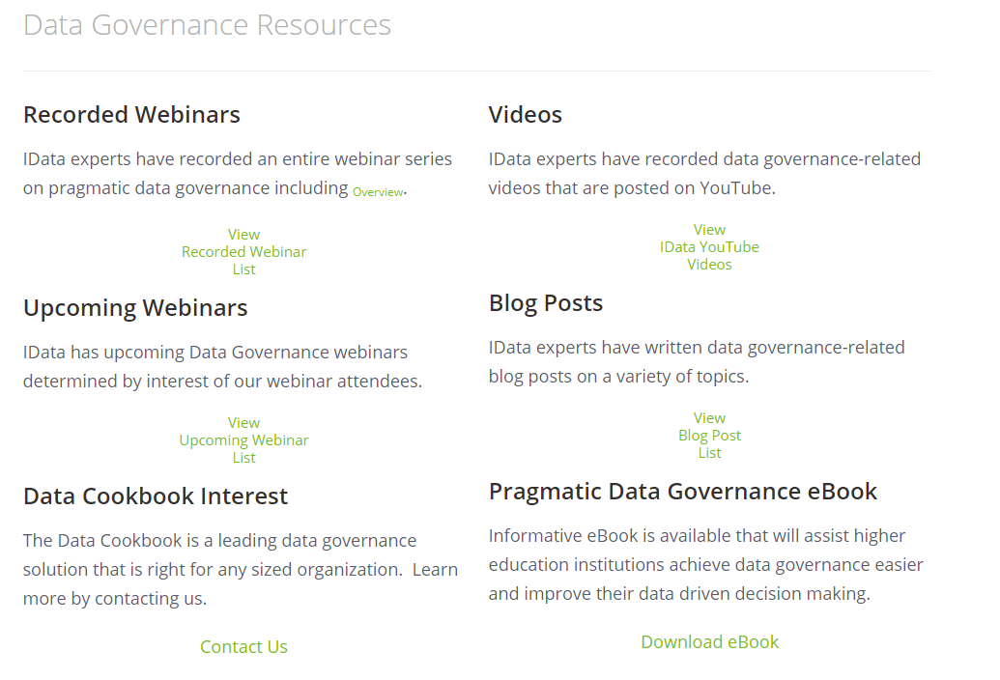 Data Governance Resources
Recorded Webinars
IData experts have recorded an entire webinar series
on pragmatic data governance including Overview.
View
Recorded Webinar
List
Upcoming Webinars
IData has upcoming Data Governance webinars
determined by interest of our webinar attendees.
View
Upcoming Webinar
List
Data Cookbook Interest
The Data Cookbook is a leading data governance
solution that is right for any sized organization.  Learn
more by contacting us.
Contact Us
Videos
IData experts have recorded data governance-related
videos that are posted on YouTube.
View
IData YouTube
Videos
Blog Posts
IData experts have written data governance-related
blog posts on a variety of topics.
View
Blog Post
List
Pragmatic Data Governance eBook
Informative eBook is available that will assist higher
education institutions achieve data governance easier
and improve their data driven decision making.
Download eBook